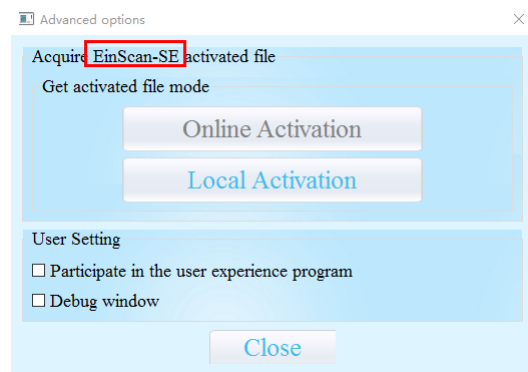 Advanced options
Acquire EinScan-SE activated file
Get activated file mode
Online Activation
Local Activation
User Setting
Participate in the user experience program
Debug window
Close